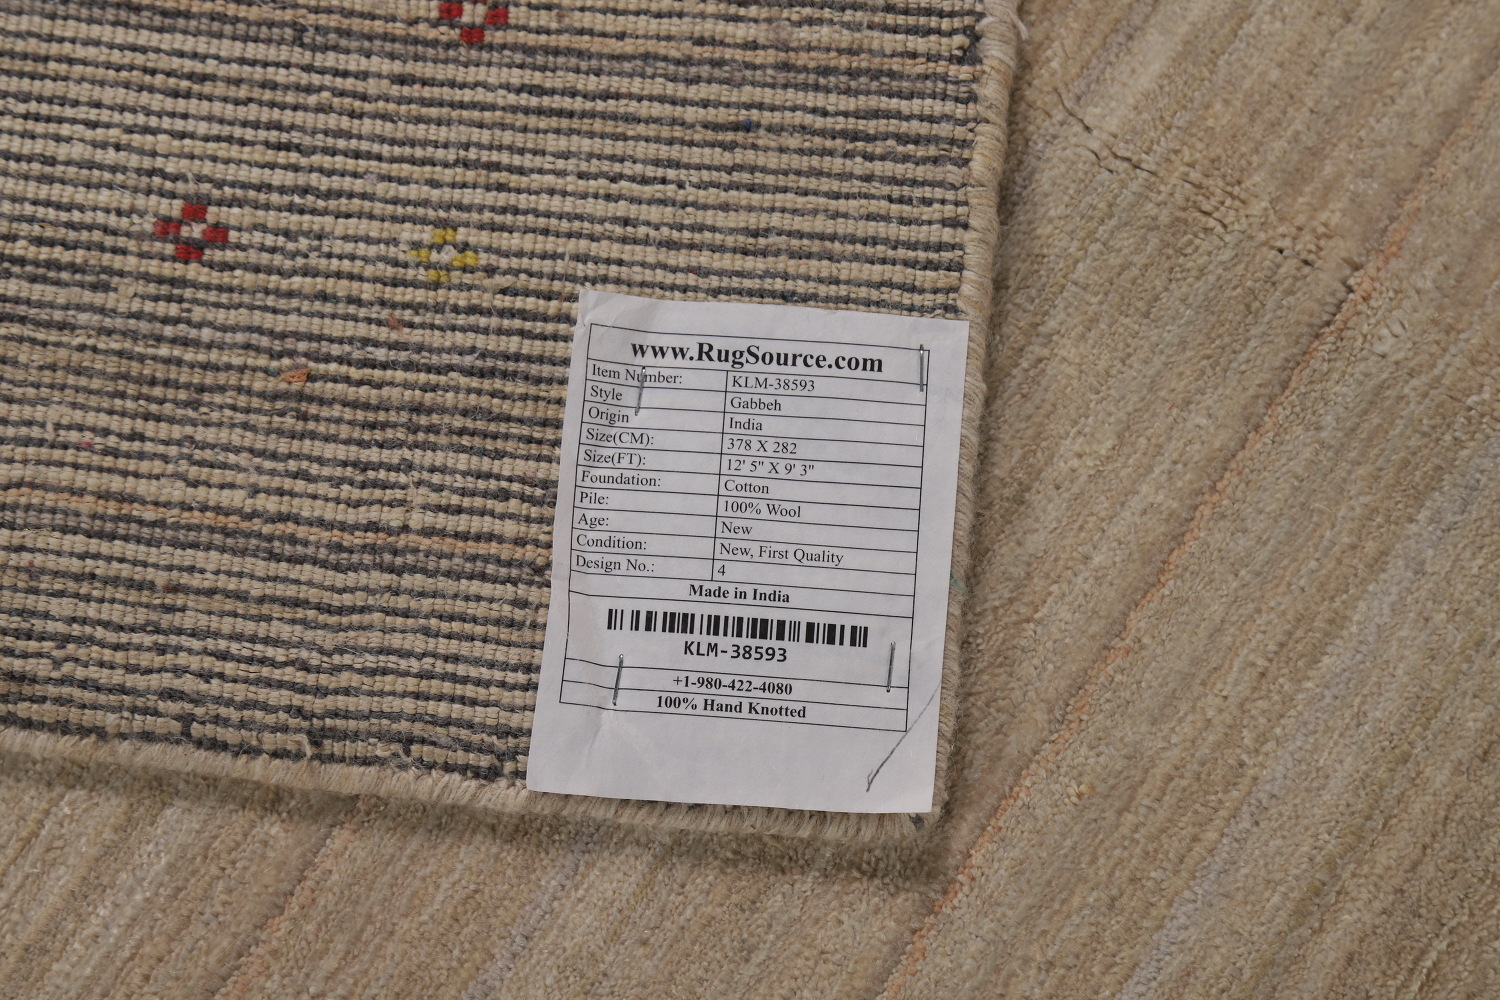 www.RugSource.com
Item Number: KLM-38593
Style Gabbeh
Origin India
Size(CM): 378 X 282
Size(FT): 12' 5" X 9' 3"
Foundation: Cotton
Pile: 100% Wool
Age: New
Condition: New, First Quality
Design No.: 4
Made in India
KLM-38593
+1-980-422-4080
100% Hand Knotted